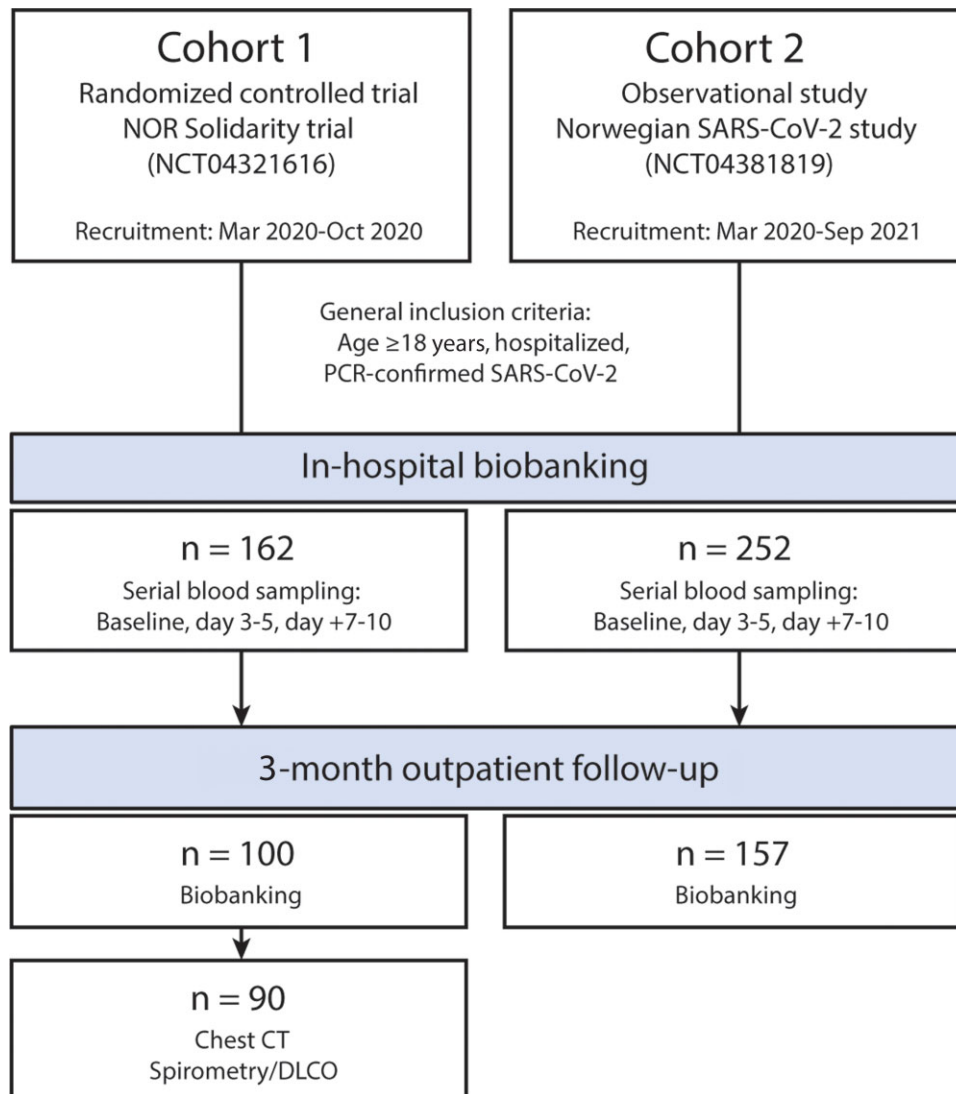 Cohort 1
Randomized controlled trial
NOR Solidarity trial
(NCT04321616)
Recruitment: Mar 2020-Oct 2020
Cohort 2
Observational study
Norwegian SARS-CoV-2 study
(NCT04381819)
Recruitment: Mar 2020-Sep 2021
General inclusion criteria:
Age ≥18 years, hospitalized,
PCR-confirmed SARS-CoV-2
In-hospital biobanking
n = 162
Serial blood sampling:
Baseline, day 3-5, day +7-10
n = 252
Serial blood sampling:
Baseline, day 3-5, day +7-10
3-month outpatient follow-up
n = 100
Biobanking
n = 157
Biobanking
n = 90
Chest CT
Spirometry/DLCO